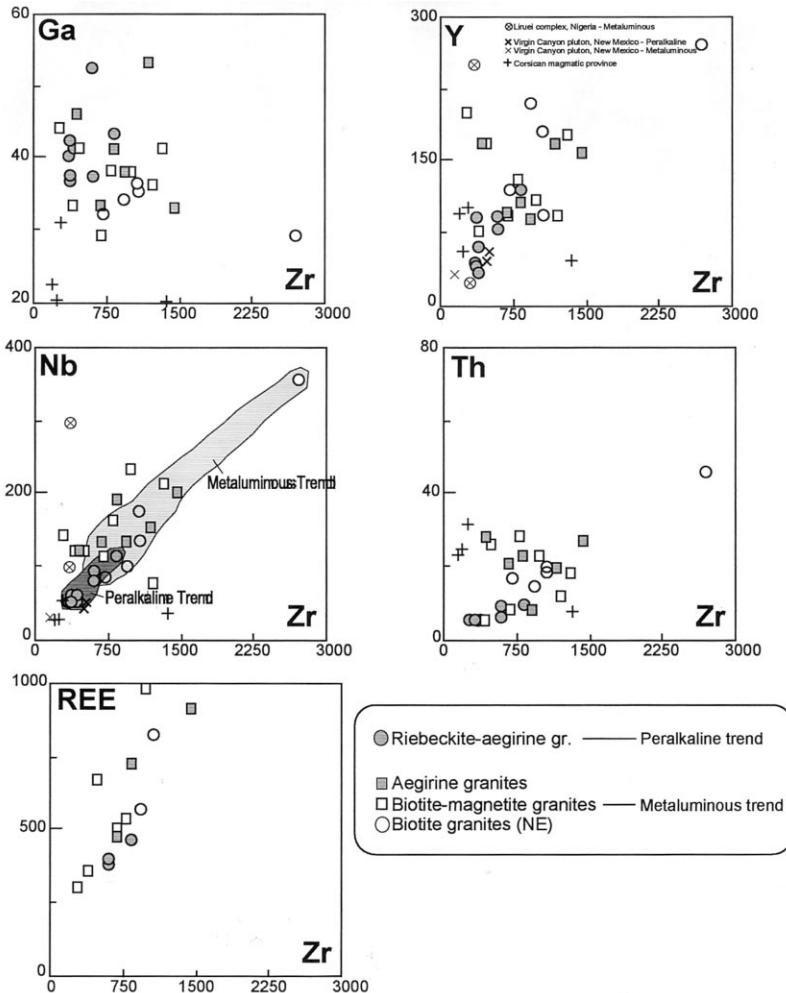 60
Ga
40
20
Zr
0 750 1500 2250 3000
300
Y
⊗ Liruei complex, Nigeria - Metaluminous
× Virgin Canyon pluton, New Mexico - Peralkaline
× Virgin Canyon pluton, New Mexico - Metaluminous
+ Corsican magmatic province
150
0
Zr
0 750 1500 2250 3000
400
Nb
200
Metaluminous Trend
Peralkaline Trend
0
Zr
0 750 1500 2250 3000
80
Th
40
0
Zr
0 750 1500 2250 3000
1000
REE
500
0
Zr
0 750 1500 2250 3000
Riebeckite-aegirine gr. Peralkaline trend
Aegirine granites
Biotite-magnetite granites Metaluminous trend
Biotite granites (NE)